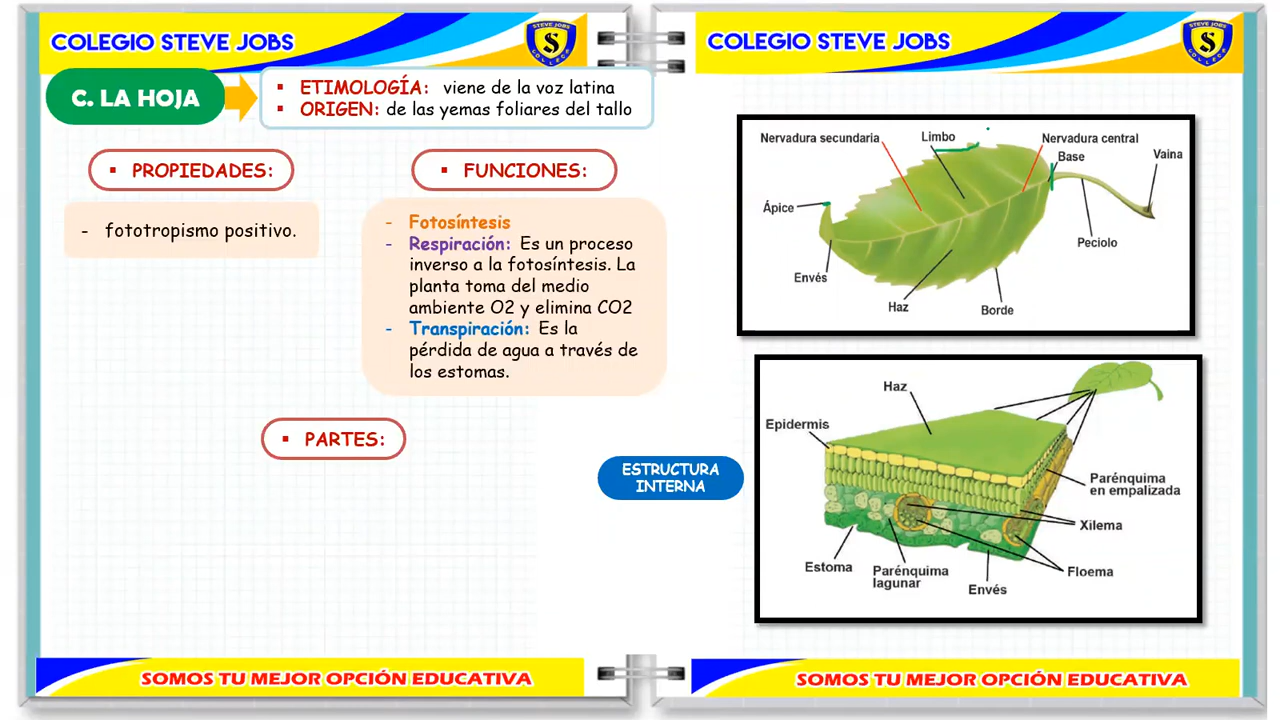 COLEGIO STEVE JOBS
STEVE JOBS
S
COLLEGE
C. LA HOJA
▪ ETIMOLOGÍA: viene de la voz latina
▪ ORIGEN: de las yemas foliares del tallo
▪ PROPIEDADES:
- fototropismo positivo.
▪ FUNCIONES:
- Fotosíntesis
- Respiración: Es un proceso
inverso a la fotosíntesis. La
planta toma del medio
ambiente O2 y elimina CO2
- Transpiración: Es la
pérdida de agua a través de
los estomas.
▪ PARTES:
ESTRUCTURA
INTERNA
SOMOS TU MEJOR OPCIÓN EDUCATIVA
COLEGIO STEVE JOBS
STEVE JOBS
S
COLLEGE
Nervadura secundaria
Limbo
Nervadura central
Base
Vaina
Ápice
Peciolo
Envés
Haz
Borde
Haz
Epidermis
Parénquima
en empalizada
Xilema
Estoma
Parénquima
lagunar
Floema
Envés
SOMOS TU MEJOR OPCIÓN EDUCATIVA